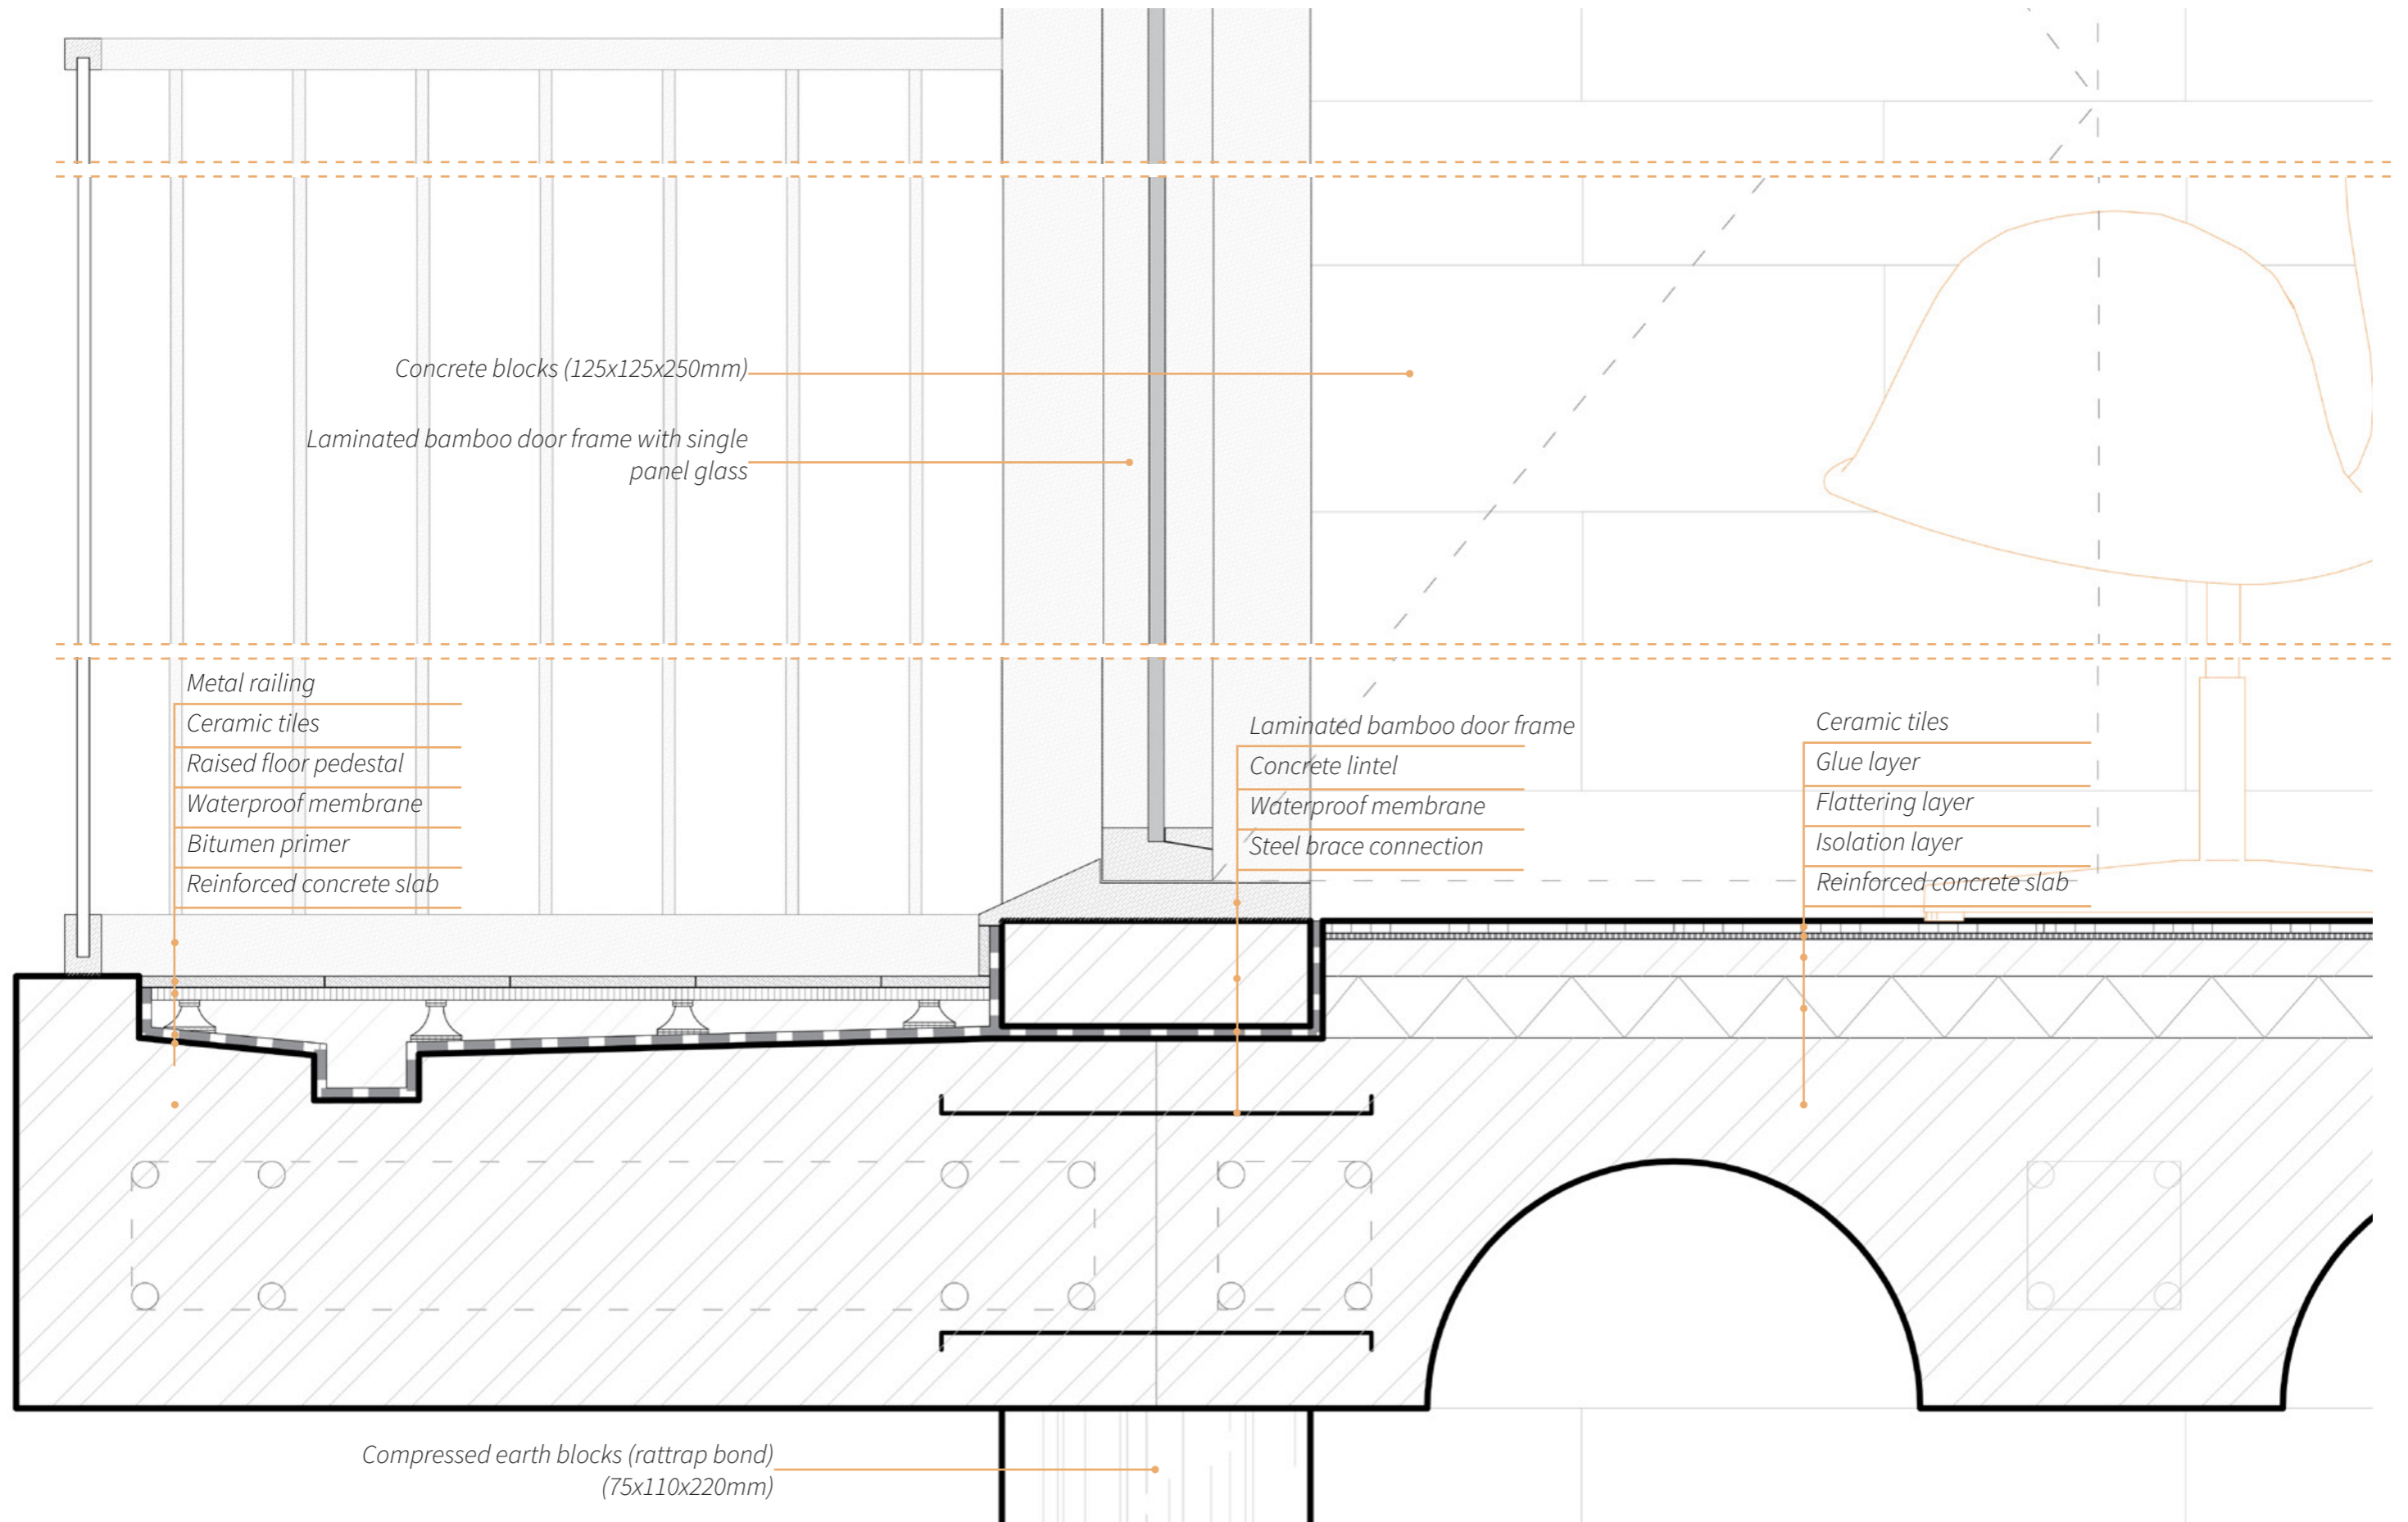 Concrete blocks (125x125x250mm)
Laminated bamboo door frame with single
panel glass
Metal railing
Ceramic tiles
Raised floor pedestal
Waterproof membrane
Bitumen primer
Reinforced concrete slab
Laminated bamboo door frame
Concrete lintel
Waterproof membrane
Steel brace connection
Ceramic tiles
Glue layer
Flattering layer
Isolation layer
Reinforced concrete slab
Compressed earth blocks (rattrap bond)
(75x110x220mm)